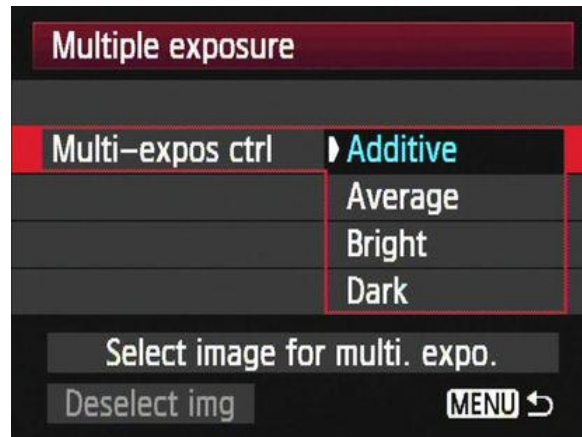 Multiple exposure
Multi-expos ctrl Additive
Average
Bright
Dark
Select image for multi. expo.
Deselect img MENU